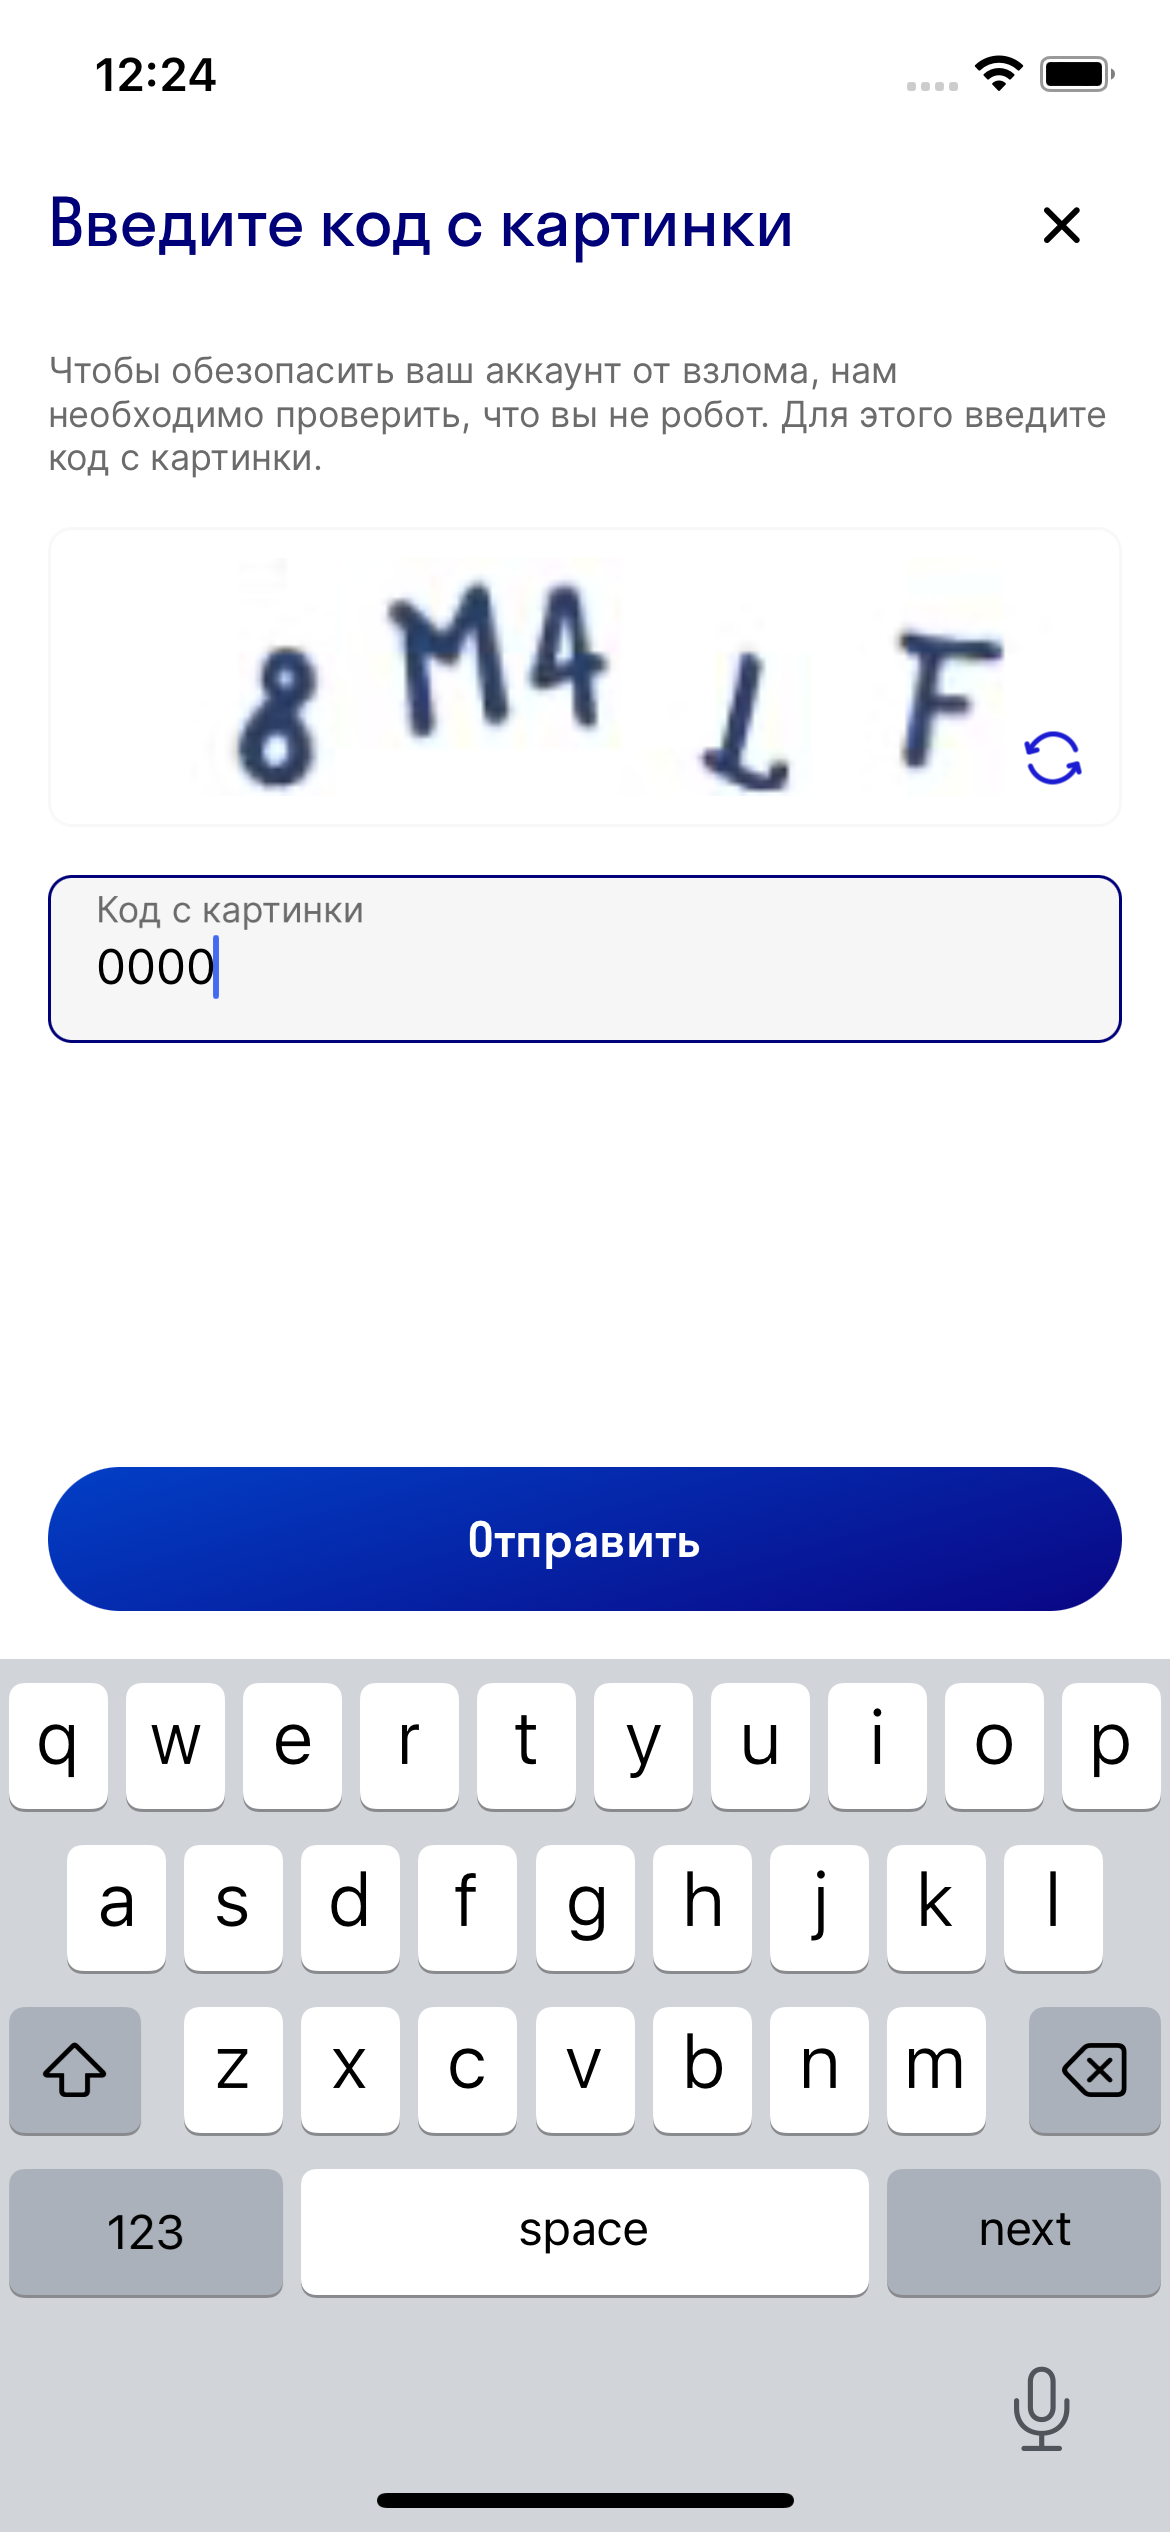 12:24
Введите код с картинки
Чтобы обезопасить ваш аккаунт от взлома, нам
необходимо проверить, что вы не робот. Для этого введите
код с картинки.
8 M4 L F
Код с картинки
0000
Отправить
q w e r t y u i o p
a s d f g h j k l
z x c v b n m
123 space next